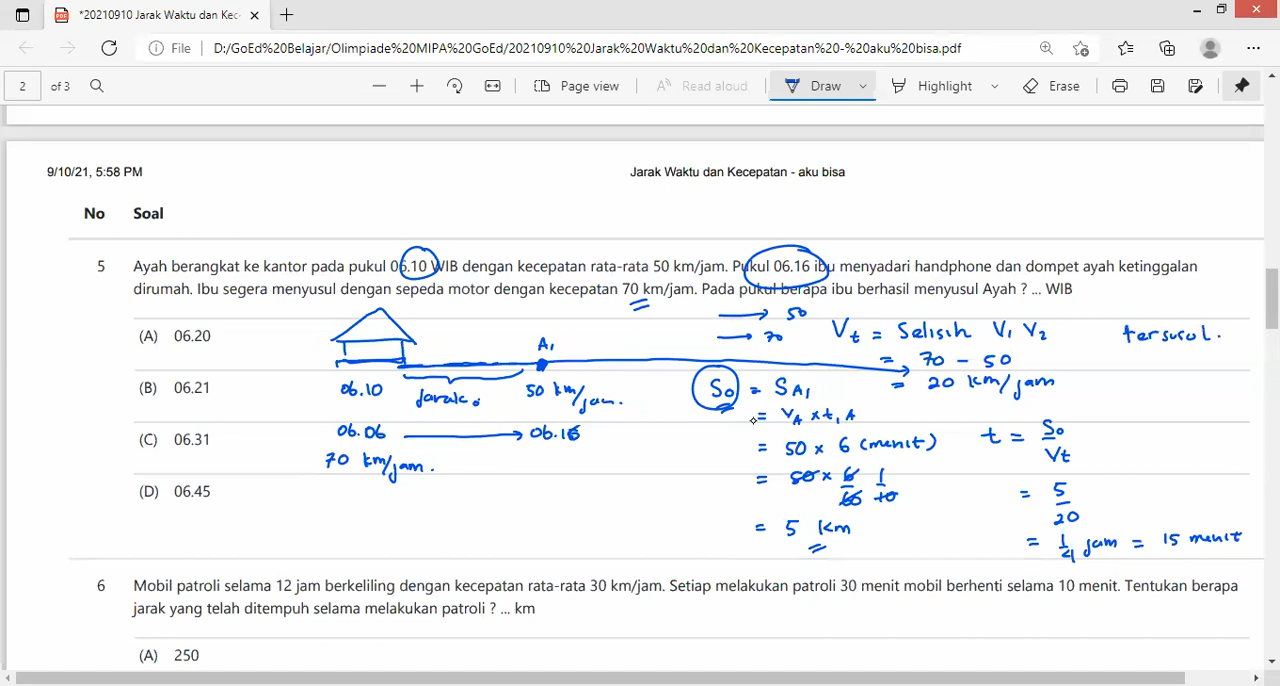 *20210910 Jarak Waktu dan Kec
File D:/GoEd%20Belajar/Olimpiade%20MIPA%20GoEd/20210910%20Jarak%20Waktu%20dan%20Kecepatan%20-%20aku%20bisa.pdf
2 of 3 Page view Read aloud Draw Highlight Erase
9/10/21, 5:58 PM Jarak Waktu dan Kecepatan - aku bisa
No Soal
5 Ayah berangkat ke kantor pada pukul 06.10 WIB dengan kecepatan rata-rata 50 km/jam. Pukul 06.16 ibu menyadari handphone dan dompet ayah ketinggalan
dirumah. Ibu segera menyusul dengan sepeda motor dengan kecepatan 70 km/jam. Pada pukul berapa ibu berhasil menyusul Ayah ? ... WIB
(A) 06.20
(B) 06.21
(C) 06.31
(D) 06.45
A1
06.10 Jarak. 50 km/jam.
06.06 → 06.16
70 km/jam.
→ 50
→ 70
Vt = Selisih V1 V2 tersusul.
= 70 - 50
= 20 km/jam
So = SA1
= VA x t1A
= 50 x 6 (menit)
= 50 x 6/60 1/10
= 5 km
t = So/Vt
= 5/20
= 1/4 jam = 15 menit
6 Mobil patroli selama 12 jam berkeliling dengan kecepatan rata-rata 30 km/jam. Setiap melakukan patroli 30 menit mobil berhenti selama 10 menit. Tentukan berapa
jarak yang telah ditempuh selama melakukan patroli ? ... km
(A) 250